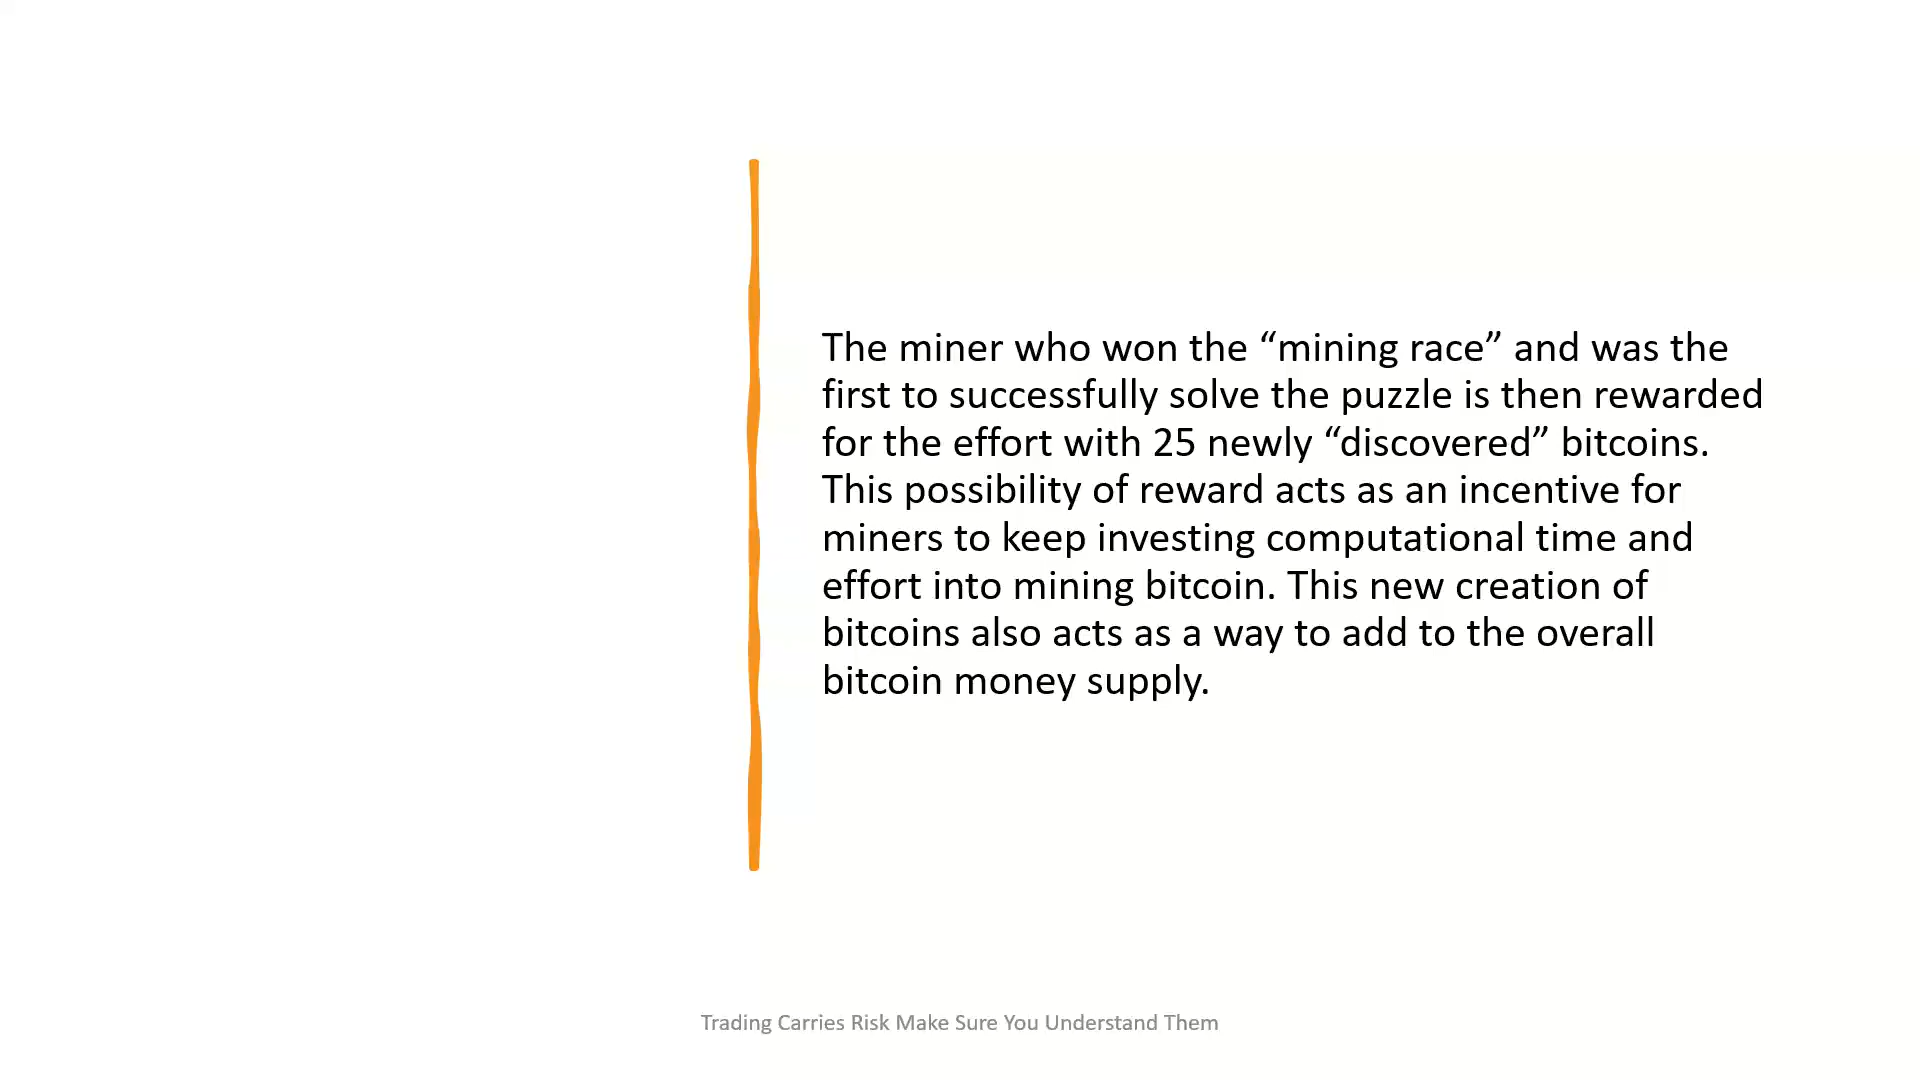 The miner who won the “mining race” and was the
first to successfully solve the puzzle is then rewarded
for the effort with 25 newly “discovered” bitcoins.
This possibility of reward acts as an incentive for
miners to keep investing computational time and
effort into mining bitcoin. This new creation of
bitcoins also acts as a way to add to the overall
bitcoin money supply.
Trading Carries Risk Make Sure You Understand Them